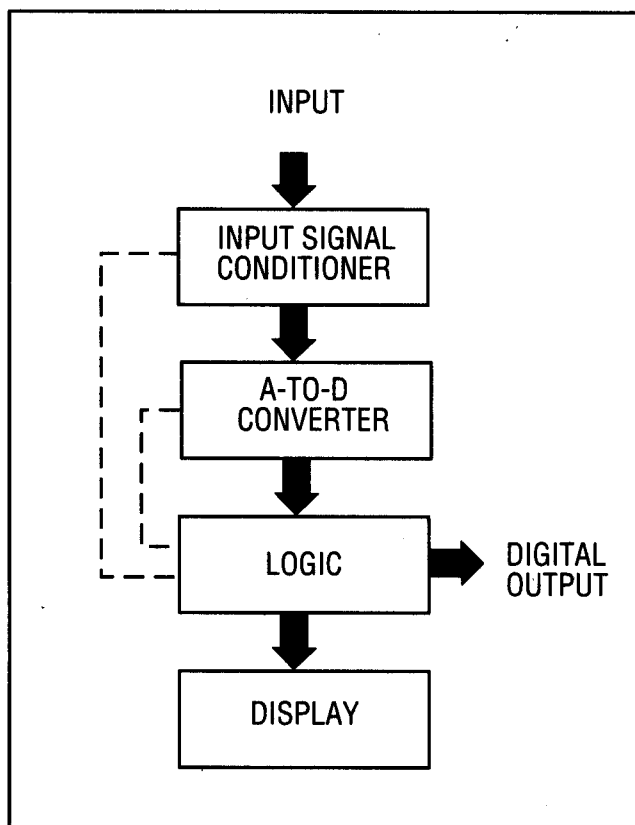 INPUT
INPUT SIGNAL
CONDITIONER
A-TO-D
CONVERTER
LOGIC
DIGITAL
OUTPUT
DISPLAY